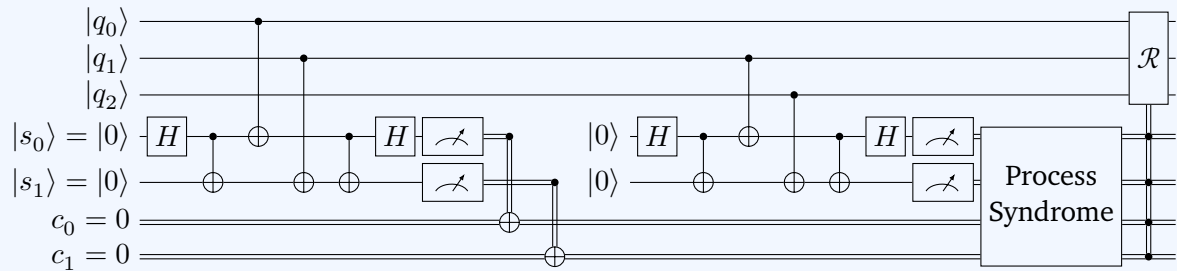 |q₀⟩
|q₁⟩
ℛ
|q₂⟩
|s₀⟩ = |0⟩ H H |0⟩ H H
|s₁⟩ = |0⟩ |0⟩
Process
Syndrome
c₀ = 0
c₁ = 0